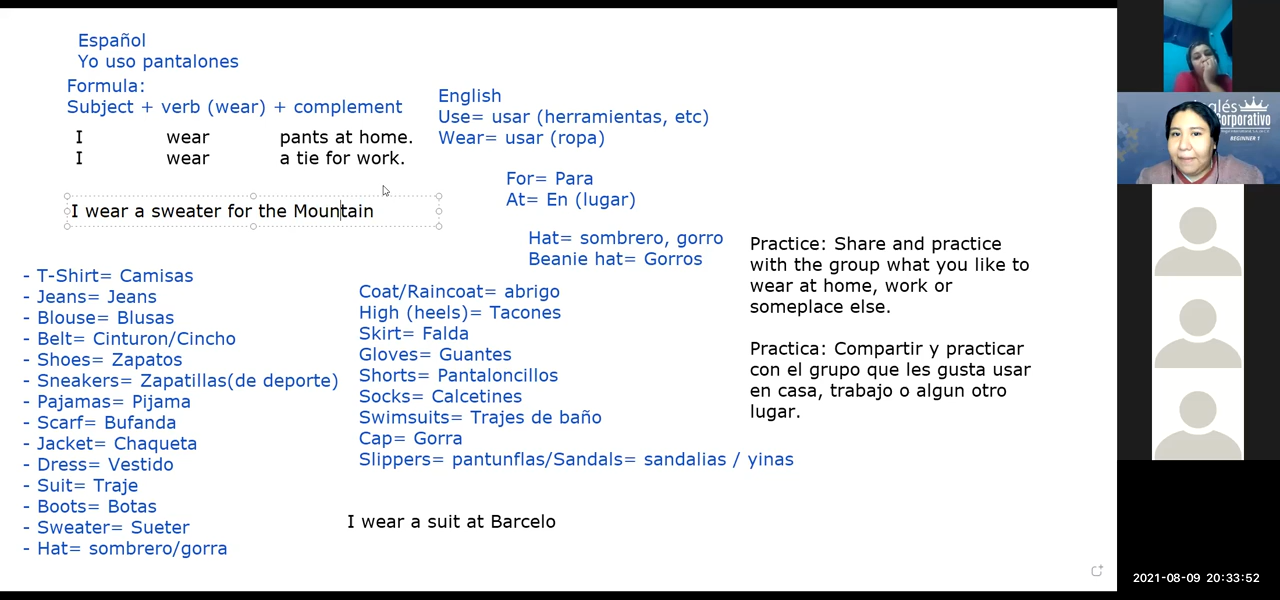 Español
Yo uso pantalones
Formula:
Subject + verb (wear) + complement
I wear pants at home.
I wear a tie for work.
I wear a sweater for the Mountain
English
Use= usar (herramientas, etc)
Wear= usar (ropa)
For= Para
At= En (lugar)
Hat= sombrero, gorro
Beanie hat= Gorros
- T-Shirt= Camisas
- Jeans= Jeans
- Blouse= Blusas
- Belt= Cinturon/Cincho
- Shoes= Zapatos
- Sneakers= Zapatillas(de deporte)
- Pajamas= Pijama
- Scarf= Bufanda
- Jacket= Chaqueta
- Dress= Vestido
- Suit= Traje
- Boots= Botas
- Sweater= Sueter
- Hat= sombrero/gorra
Coat/Raincoat= abrigo
High (heels)= Tacones
Skirt= Falda
Gloves= Guantes
Shorts= Pantaloncillos
Socks= Calcetines
Swimsuits= Trajes de baño
Cap= Gorra
Slippers= pantunflas/Sandals= sandalias / yinas
I wear a suit at Barcelo
Practice: Share and practice
with the group what you like to
wear at home, work or
someplace else.
Practica: Compartir y practicar
con el grupo que les gusta usar
en casa, trabajo o algun otro
lugar.
BEGINNER 1
2021-08-09 20:33:52